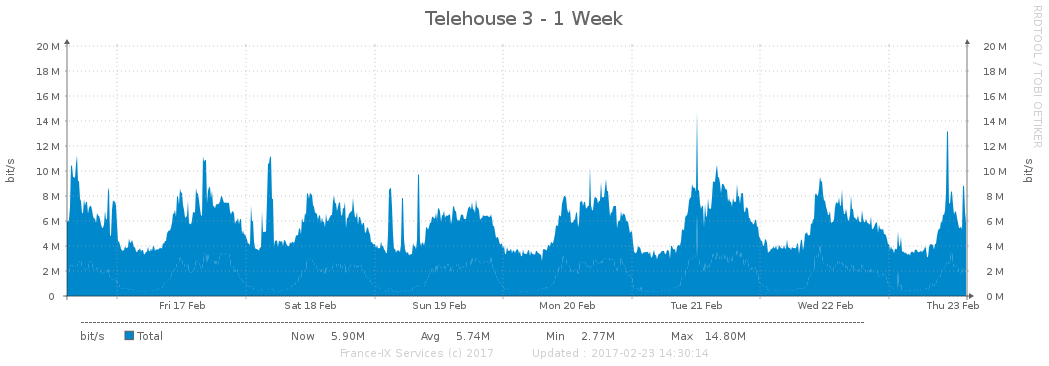 Telehouse 3 - 1 Week
RRDTOOL / TOBI OETIKER
bit/s
bit/s
20 M 20 M
18 M 18 M
16 M 16 M
14 M 14 M
12 M 12 M
10 M 10 M
8 M 8 M
6 M 6 M
4 M 4 M
2 M 2 M
0 0 M
Fri 17 Feb Sat 18 Feb Sun 19 Feb Mon 20 Feb Tue 21 Feb Wed 22 Feb Thu 23 Feb
bit/s Total Now 5.90M Avg 5.74M Min 2.77M Max 14.80M
France-IX Services (c) 2017 Updated : 2017-02-23 14:30:14